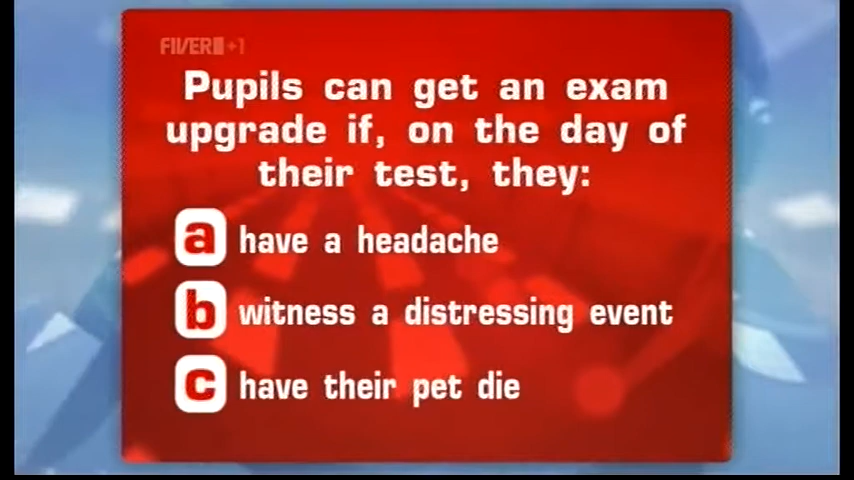 FIVER +1
Pupils can get an exam
upgrade if, on the day of
their test, they:
a have a headache
b witness a distressing event
c have their pet die